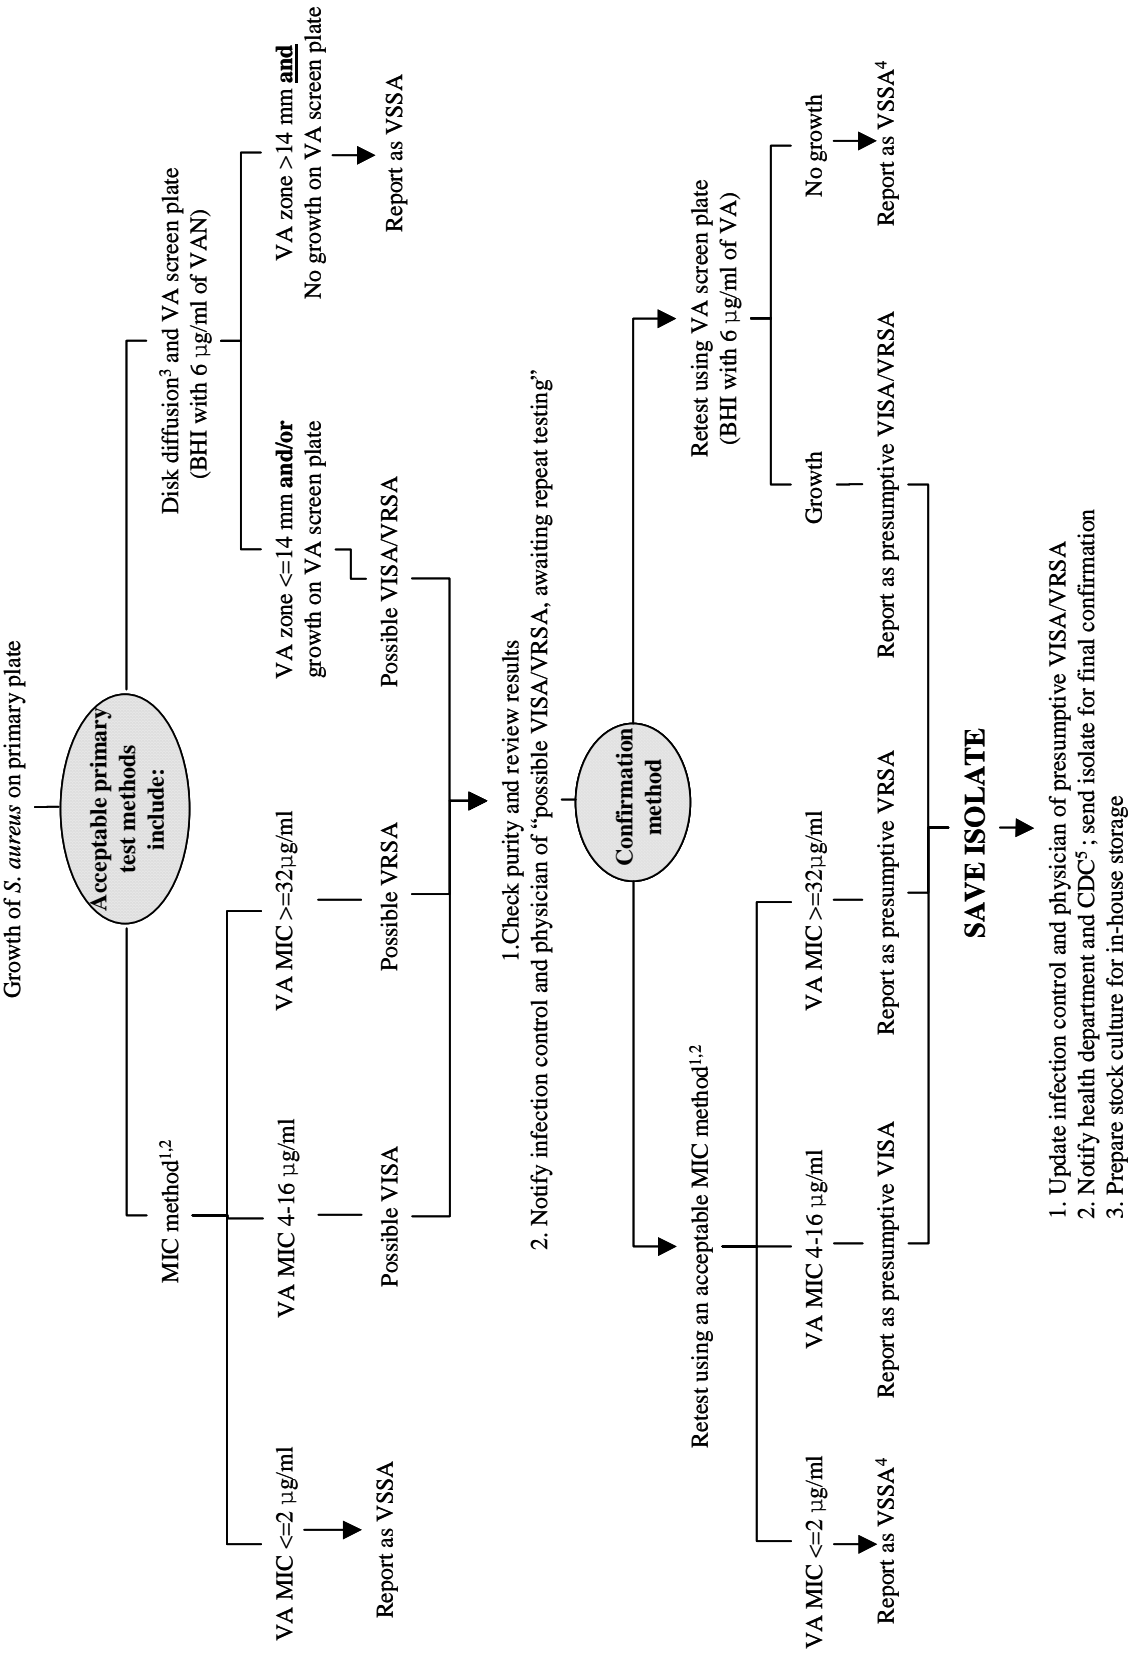 Growth of S. aureus on primary plate
Acceptable primary
test methods
include:
MIC method1,2
Disk diffusion3 and VA screen plate
(BHI with 6 µg/ml of VAN)
VA MIC <=2 µg/ml
VA MIC 4-16 µg/ml
VA MIC >=32µg/ml
VA zone <=14 mm and/or
growth on VA screen plate
VA zone >14 mm and
No growth on VA screen plate
Report as VSSA
Possible VISA
Possible VRSA
Possible VISA/VRSA
Report as VSSA
1.Check purity and review results
2. Notify infection control and physician of “possible VISA/VRSA, awaiting repeat testing”
Confirmation
method
Retest using an acceptable MIC method1,2
Retest using VA screen plate
(BHI with 6 µg/ml of VA)
VA MIC <=2 µg/ml
VA MIC 4-16 µg/ml
VA MIC >=32µg/ml
Growth
No growth
Report as VSSA4
Report as presumptive VISA
Report as presumptive VRSA
Report as presumptive VISA/VRSA
Report as VSSA4
SAVE ISOLATE
1. Update infection control and physician of presumptive VISA/VRSA
2. Notify health department and CDC5 ; send isolate for final confirmation
3. Prepare stock culture for in-house storage